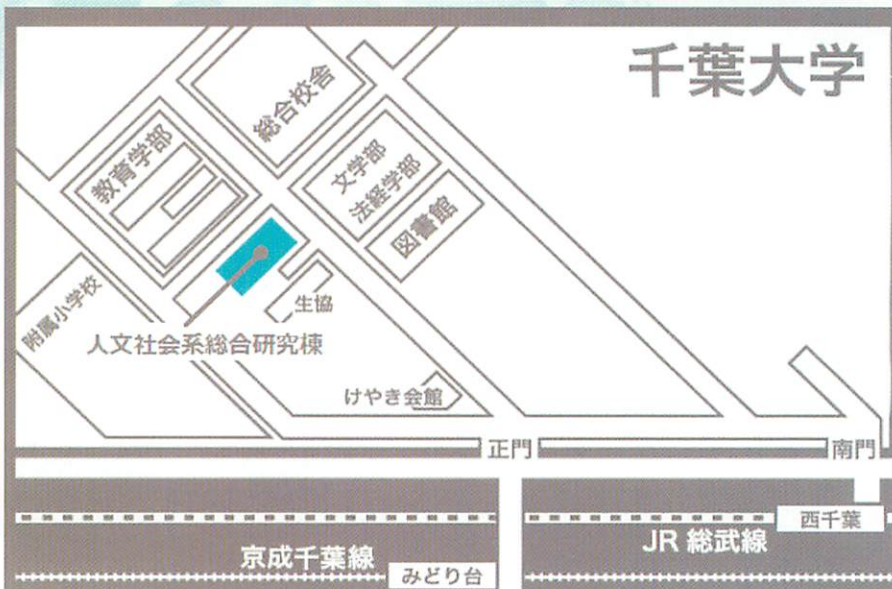 千葉大学
総合校舎
教育学部
文学部
法経学部
図書館
附属小学校
生協
人文社会系総合研究棟
けやき会館
正門
南門
西千葉
JR 総武線
京成千葉線
みどり台